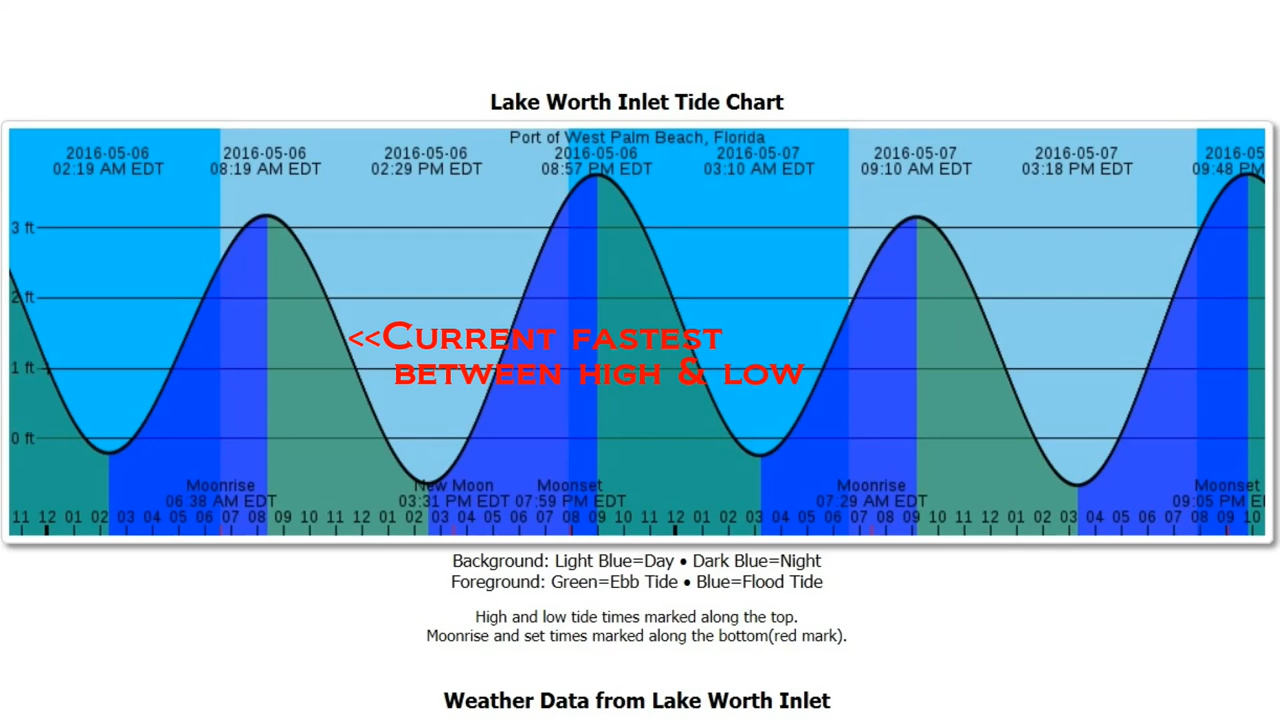 Lake Worth Inlet Tide Chart
Port of West Palm Beach, Florida
2016-05-06 2016-05-06 2016-05-06 2016-05-06 2016-05-07 2016-05-07 2016-05-07 2016-05
02:19 AM EDT 08:19 AM EDT 02:29 PM EDT 08:57 PM EDT 03:10 AM EDT 09:10 AM EDT 03:18 PM EDT 09:48 PM
3 ft
2 ft
<<Current fastest
1 ft
between high & low
0 ft
Moonrise New Moon Moonset Moonrise Moonset
06:38 AM EDT 03:31 PM EDT 07:59 PM EDT 07:29 AM EDT 09:05 PM E
11 12 01 02 03 04 05 06 07 08 09 10 11 12 01 02 03 04 05 06 07 08 09 10 11 12 01 02 03 04 05 06 07 08 09 10 11 12 01 02 03 04 05 06 07 08 09 10
Background: Light Blue=Day • Dark Blue=Night
Foreground: Green=Ebb Tide • Blue=Flood Tide
High and low tide times marked along the top.
Moonrise and set times marked along the bottom(red mark).
Weather Data from Lake Worth Inlet